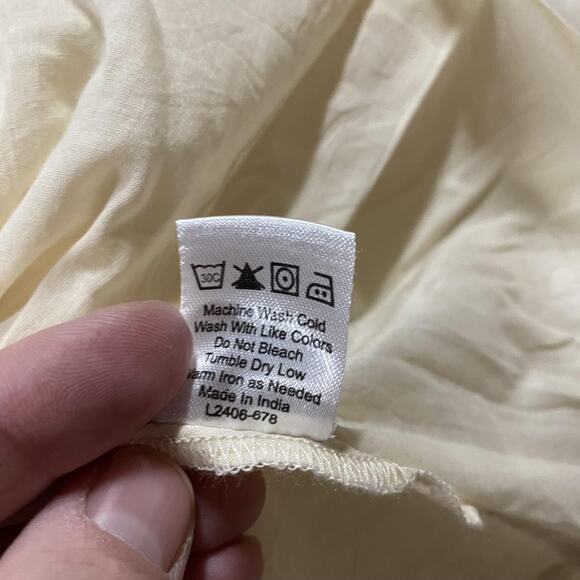 30C
Machine Wash Cold
Wash With Like Colors
Do Not Bleach
Tumble Dry Low
Iron as Needed
Made In India
L2406-678